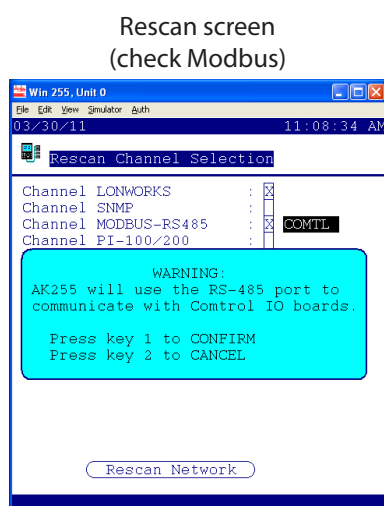 Rescan screen
(check Modbus)
Win 255, Unit 0
File Edit View Simulator Auth
03/30/11 11:08:34 AM
Rescan Channel Selection
Channel LONWORKS : X
Channel SNMP :
Channel MODBUS-RS485 : X COMTL
Channel PI-100/200 :
WARNING:
AK255 will use the RS-485 port to
communicate with Comtrol IO boards.
Press key 1 to CONFIRM
Press key 2 to CANCEL
Rescan Network